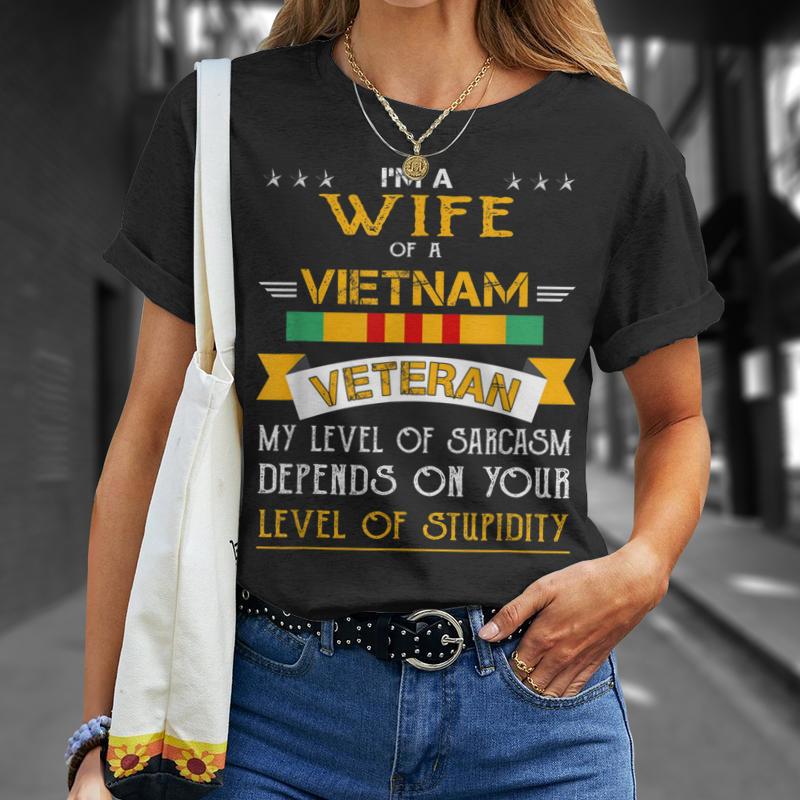 I'M A
WIFE
OF A
VIETNAM
VETERAN
MY LEVEL OF SARCASM
DEPENDS ON YOUR
LEVEL OF STUPIDITY